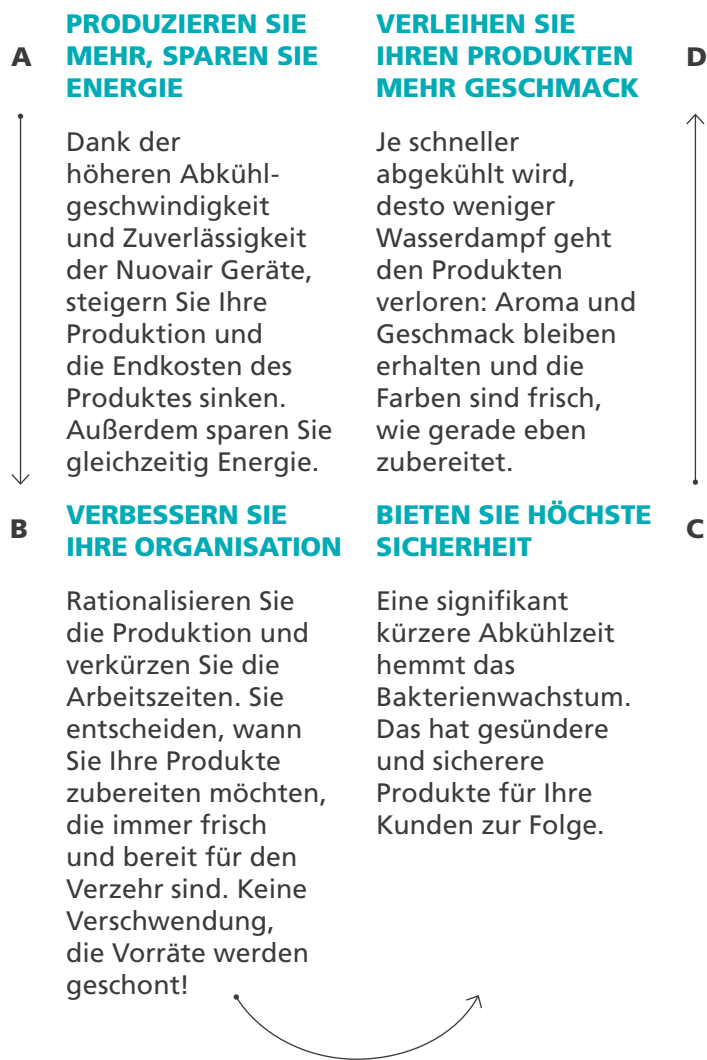 A
PRODUZIEREN SIE
MEHR, SPAREN SIE
ENERGIE
Dank der
höheren Abkühl-
geschwindigkeit
und Zuverlässigkeit
der Nuovair Geräte,
steigern Sie Ihre
Produktion und
die Endkosten des
Produktes sinken.
Außerdem sparen Sie
gleichzeitig Energie.
B
VERBESSERN SIE
IHRE ORGANISATION
Rationalisieren Sie
die Produktion und
verkürzen Sie die
Arbeitszeiten. Sie
entscheiden, wann
Sie Ihre Produkte
zubereiten möchten,
die immer frisch
und bereit für den
Verzehr sind. Keine
Verschwendung,
die Vorräte werden
geschont!
C
BIETEN SIE HÖCHSTE
SICHERHEIT
Eine signifikant
kürzere Abkühlzeit
hemmt das
Bakterienwachstum.
Das hat gesündere
und sicherere
Produkte für Ihre
Kunden zur Folge.
D
VERLEIHEN SIE
IHREN PRODUKTEN
MEHR GESCHMACK
Je schneller
abgekühlt wird,
desto weniger
Wasserdampf geht
den Produkten
verloren: Aroma und
Geschmack bleiben
erhalten und die
Farben sind frisch,
wie gerade eben
zubereitet.